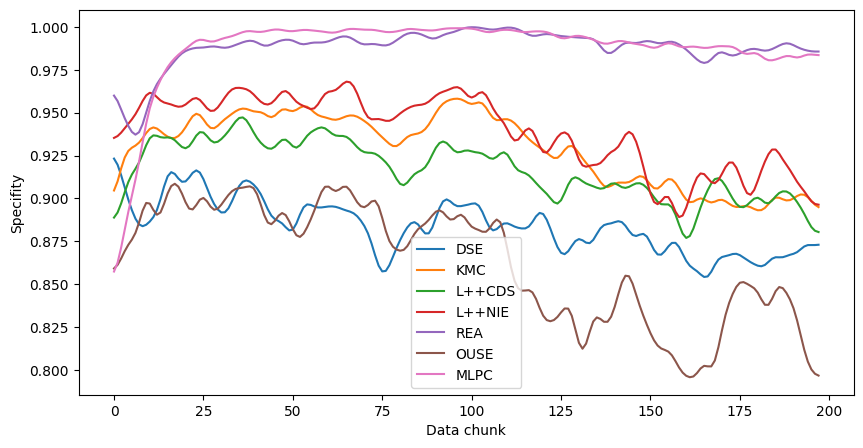 1.000
0.975
0.950
0.925
0.900
0.875
0.850
0.825
0.800
Specifity
DSE
KMC
L++CDS
L++NIE
REA
OUSE
MLPC
0 25 50 75 100 125 150 175 200
Data chunk